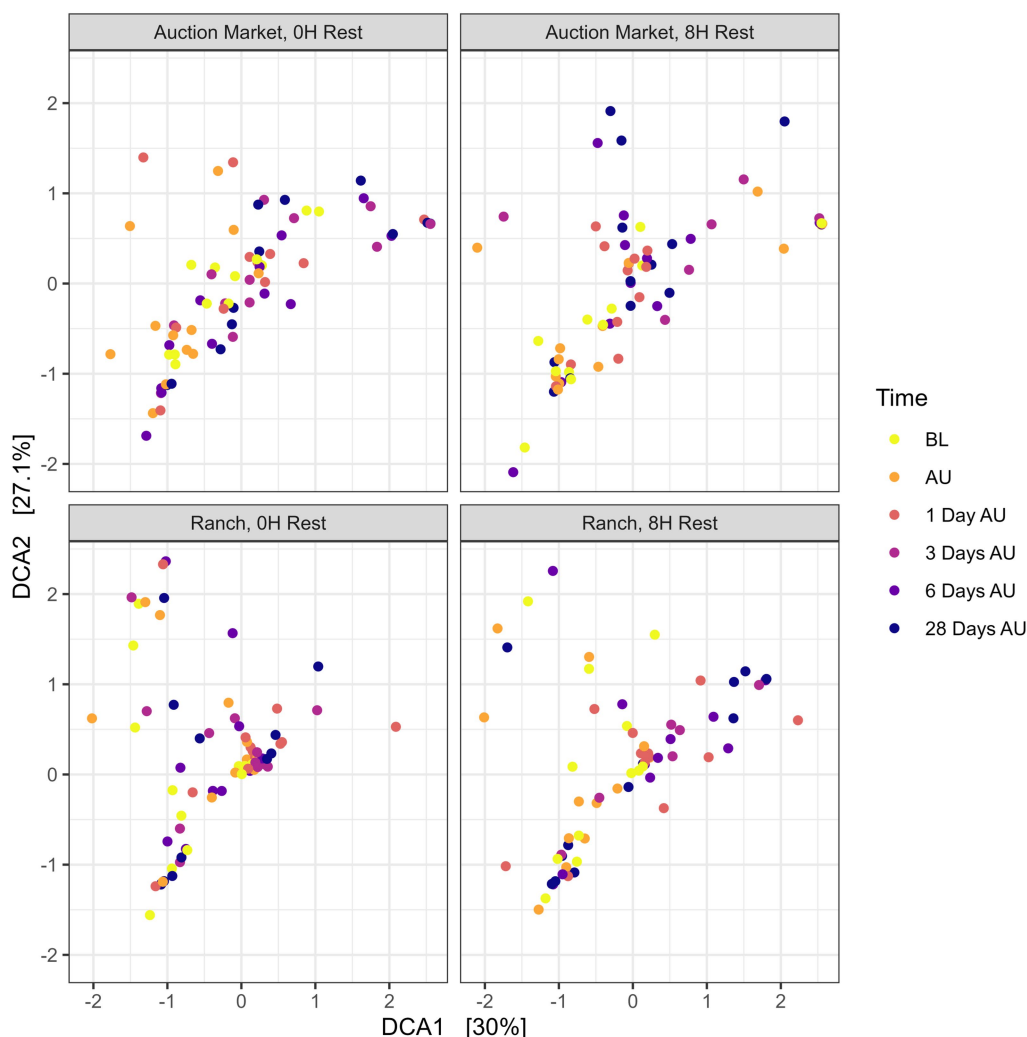 Auction Market, 0H Rest
Auction Market, 8H Rest
2
1
0
-1
-2
Ranch, 0H Rest
Ranch, 8H Rest
2
1
0
-1
-2
DCA2 [27.1%]
-2 -1 0 1 2
-2 -1 0 1 2
DCA1 [30%]
Time
BL
AU
1 Day AU
3 Days AU
6 Days AU
28 Days AU